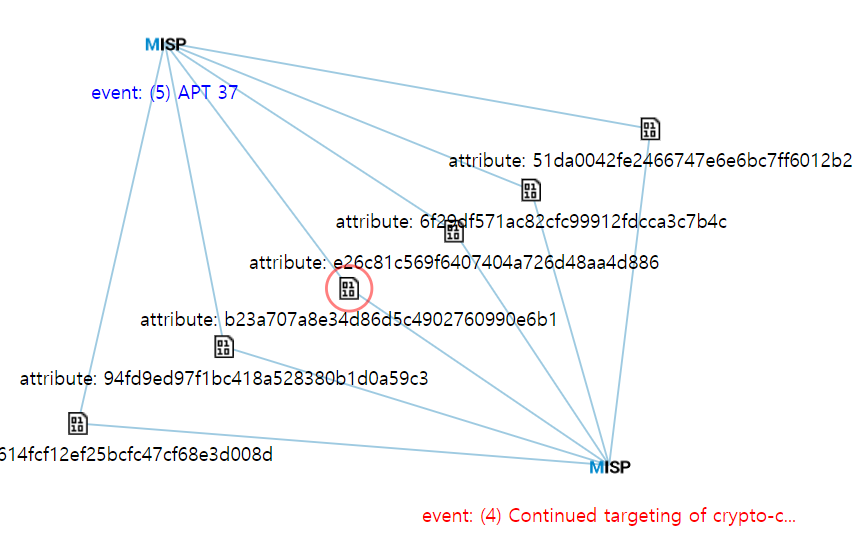 MISP
event: (5) APT 37
attribute: 51da0042fe2466747e6e6bc7ff6012b2
attribute: 6f29df571ac82cfc99912fdcca3c7b4c
attribute: e26c81c569f6407404a726d48aa4d886
attribute: b23a707a8e34d86d5c4902760990e6b1
attribute: 94fd9ed97f1bc418a528380b1d0a59c3
614fcf12ef25bcfc47cf68e3d008d
MISP
event: (4) Continued targeting of crypto-c...